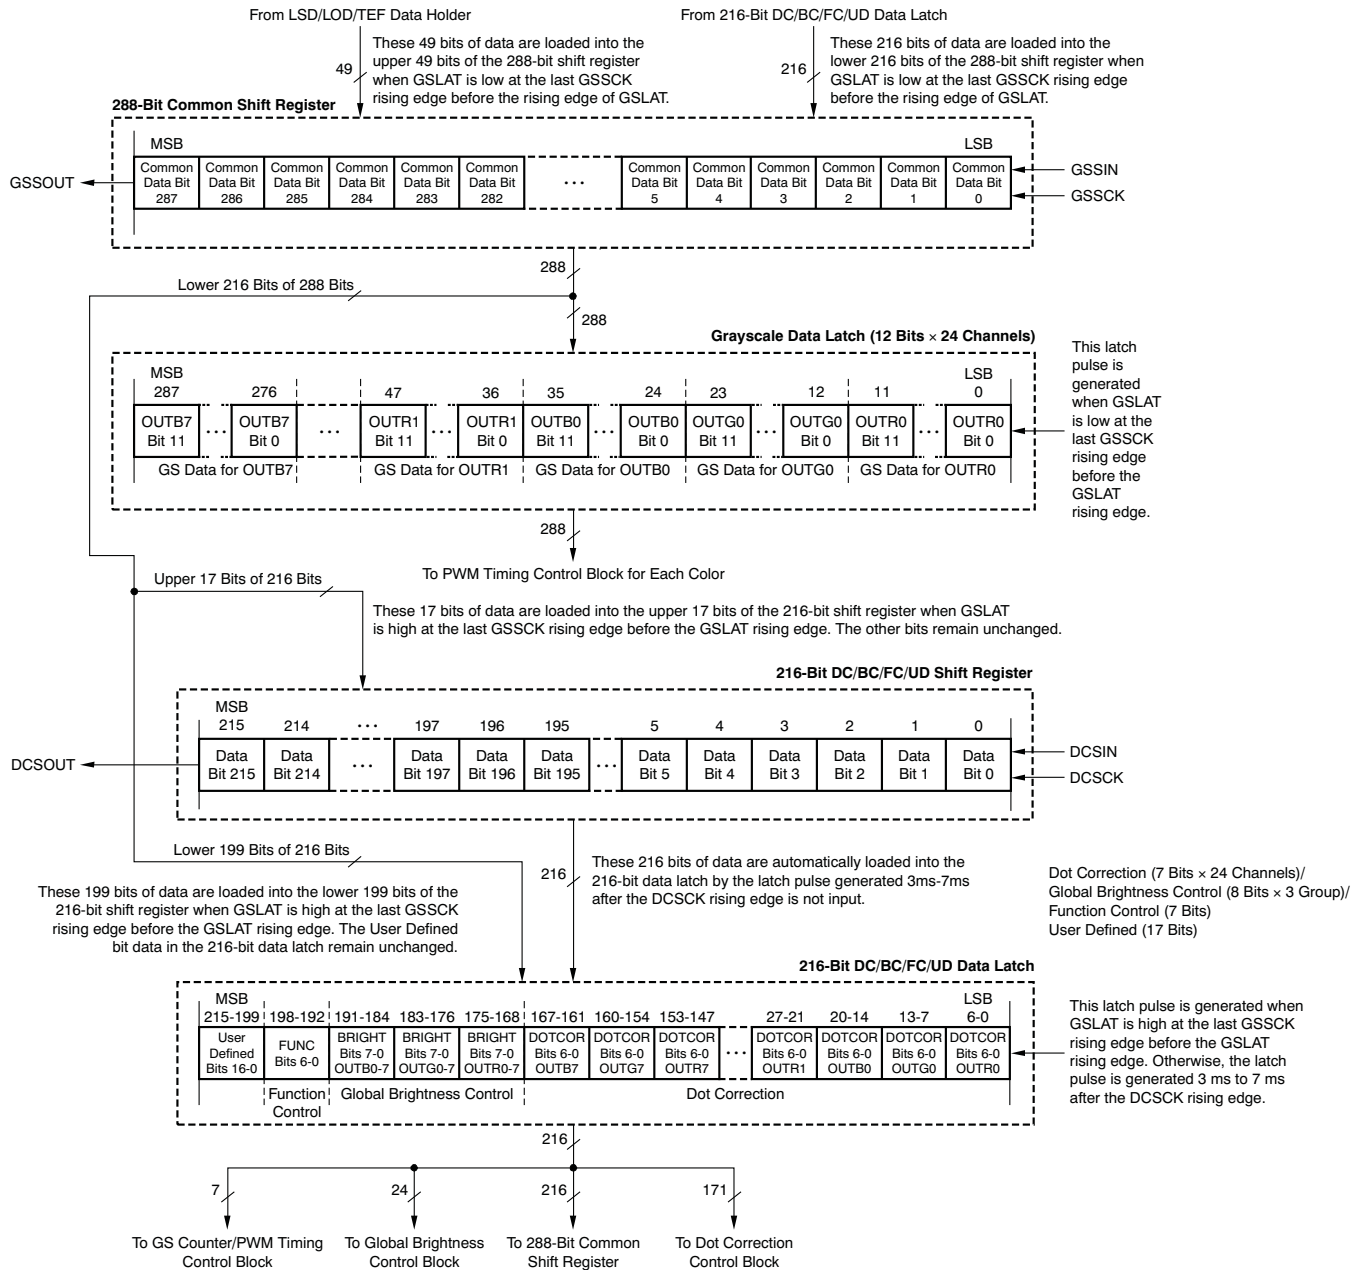 From LSD/LOD/TEF Data Holder
From 216-Bit DC/BC/FC/UD Data Latch
These 49 bits of data are loaded into the
upper 49 bits of the 288-bit shift register
when GSLAT is low at the last GSSCK
rising edge before the rising edge of GSLAT.
49
These 216 bits of data are loaded into the
lower 216 bits of the 288-bit shift register when
GSLAT is low at the last GSSCK rising edge
before the rising edge of GSLAT.
216
288-Bit Common Shift Register
MSB
LSB
GSSOUT
Common Data Bit 287
Common Data Bit 286
Common Data Bit 285
Common Data Bit 284
Common Data Bit 283
Common Data Bit 282
...
Common Data Bit 5
Common Data Bit 4
Common Data Bit 3
Common Data Bit 2
Common Data Bit 1
Common Data Bit 0
GSSIN
GSSCK
288
Lower 216 Bits of 288 Bits
288
Grayscale Data Latch (12 Bits × 24 Channels)
MSB
LSB
287 276 47 36 35 24 23 12 11 0
OUTB7 Bit 11
...
OUTB7 Bit 0
...
OUTR1 Bit 11
...
OUTR1 Bit 0
OUTB0 Bit 11
...
OUTB0 Bit 0
OUTG0 Bit 11
...
OUTG0 Bit 0
OUTR0 Bit 11
...
OUTR0 Bit 0
GS Data for OUTB7
GS Data for OUTR1
GS Data for OUTB0
GS Data for OUTG0
GS Data for OUTR0
This latch
pulse is
generated
when GSLAT
is low at the
last GSSCK
rising edge
before the
GSLAT
rising edge.
288
To PWM Timing Control Block for Each Color
Upper 17 Bits of 216 Bits
These 17 bits of data are loaded into the upper 17 bits of the 216-bit shift register when GSLAT
is high at the last GSSCK rising edge before the GSLAT rising edge. The other bits remain unchanged.
216-Bit DC/BC/FC/UD Shift Register
MSB
215 214 ... 197 196 195 5 4 3 2 1 0
DCSOUT
Data Bit 215
Data Bit 214
...
Data Bit 197
Data Bit 196
Data Bit 195
...
Data Bit 5
Data Bit 4
Data Bit 3
Data Bit 2
Data Bit 1
Data Bit 0
DCSIN
DCSCK
Lower 199 Bits of 216 Bits
These 199 bits of data are loaded into the lower 199 bits of the
216-bit shift register when GSLAT is high at the last GSSCK
rising edge before the GSLAT rising edge. The User Defined
bit data in the 216-bit data latch remain unchanged.
216
These 216 bits of data are automatically loaded into the
216-bit data latch by the latch pulse generated 3ms-7ms
after the DCSCK rising edge is not input.
Dot Correction (7 Bits × 24 Channels)/
Global Brightness Control (8 Bits × 3 Group)/
Function Control (7 Bits)
User Defined (17 Bits)
216-Bit DC/BC/FC/UD Data Latch
MSB
LSB
215-199 198-192 191-184 183-176 175-168 167-161 160-154 153-147 27-21 20-14 13-7 6-0
User Defined Bits 16-0
FUNC Bits 6-0
BRIGHT Bits 7-0 OUTB0-7
BRIGHT Bits 7-0 OUTG0-7
BRIGHT Bits 7-0 OUTR0-7
DOTCOR Bits 6-0 OUTB7
DOTCOR Bits 6-0 OUTG7
DOTCOR Bits 6-0 OUTR7
...
DOTCOR Bits 6-0 OUTR1
DOTCOR Bits 6-0 OUTB0
DOTCOR Bits 6-0 OUTG0
DOTCOR Bits 6-0 OUTR0
Function
Control
Global Brightness Control
Dot Correction
This latch pulse is generated when
GSLAT is high at the last GSSCK
rising edge before the GSLAT
rising edge. Otherwise, the latch
pulse is generated 3 ms to 7 ms
after the DCSCK rising edge.
216
7
24
216
171
To GS Counter/PWM Timing
Control Block
To Global Brightness
Control Block
To 288-Bit Common
Shift Register
To Dot Correction
Control Block